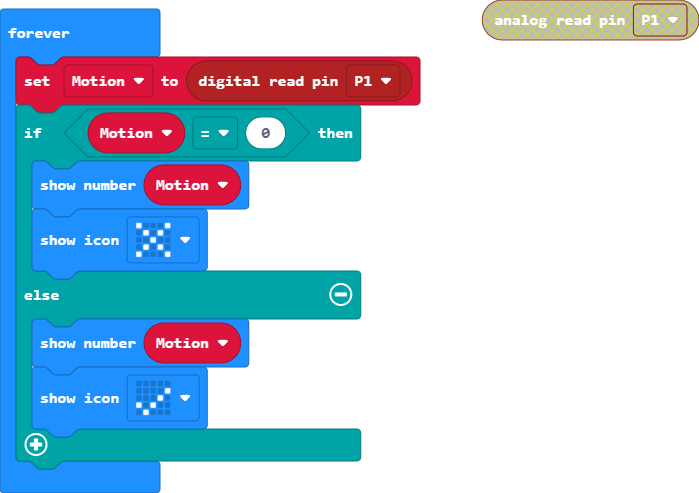 forever
analog read pin P1
set Motion to digital read pin P1
if Motion = 0 then
show number Motion
show icon
else
show number Motion
show icon